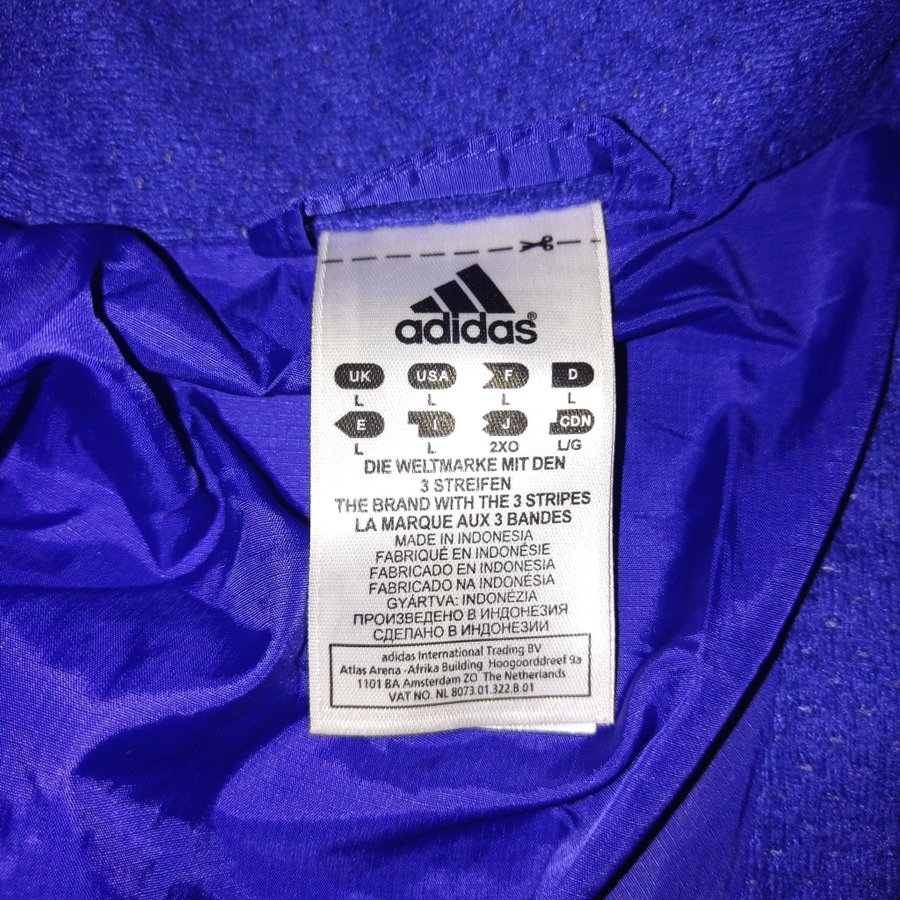 adidas®
UK USA F D
L L L L
E I J CDN
L L 2XO L/G
DIE WELTMARKE MIT DEN
3 STREIFEN
THE BRAND WITH THE 3 STRIPES
LA MARQUE AUX 3 BANDES
MADE IN INDONESIA
FABRIQUÉ EN INDONÉSIE
FABRICADO EN INDONESIA
FABRICADO NA INDONÉSIA
GYÁRTVA: INDONÉZIA
ПРОИЗВЕДЕНО В ИНДОНЕЗИЯ
СДЕЛАНО В ИНДОНЕЗИИ
adidas International Trading BV
Atlas Arena -Afrika Building Hoogoorddreef 9a
1101 BA Amsterdam ZO The Netherlands
VAT NO. NL 8073.01.322.B.01